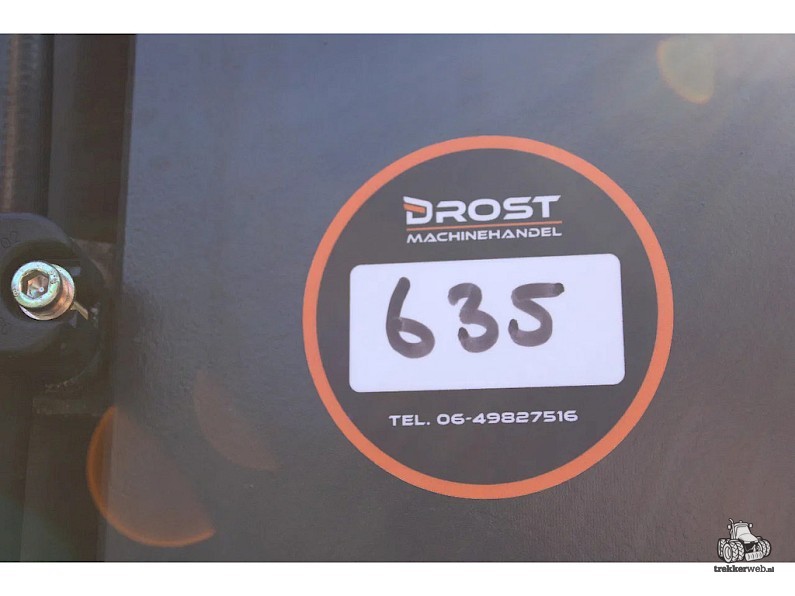 DROST
MACHINEHANDEL
635
TEL. 06-49827516
trekkerweb.nl